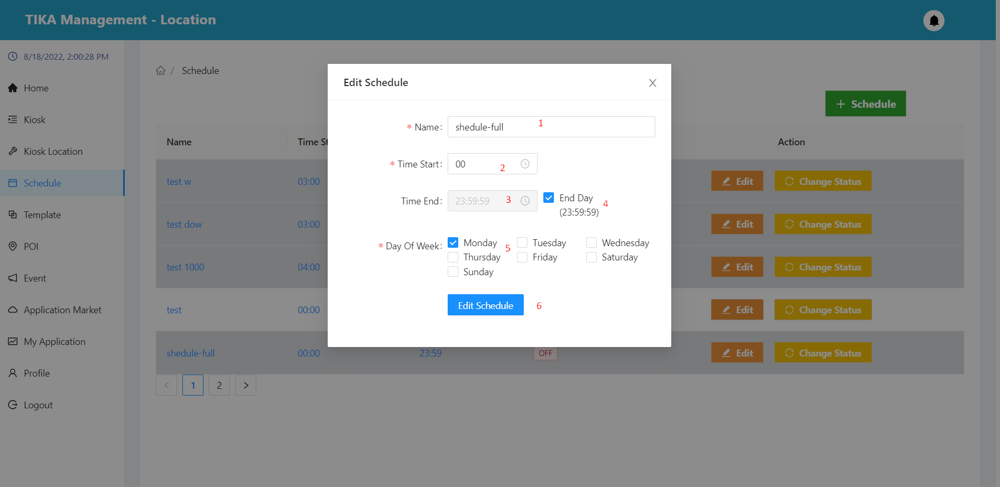 TIKA Management - Location
8/18/2022, 2:00:28 PM
Home
Kiosk
Kiosk Location
Schedule
Template
POI
Event
Application Market
My Application
Profile
Logout
/ Schedule
+ Schedule
Name Time St Action
test w 03:00 Edit Change Status
test dow 03:00 Edit Change Status
test 1000 04:00 Edit Change Status
test 00:00 Edit Change Status
shedule-full 00:00 23:59 OFF Edit Change Status
< 1 2 >
Edit Schedule X
* Name: shedule-full 1
* Time Start: 00 2
Time End: 23:59:59 3 End Day 4
(23:59:59)
* Day Of Week: Monday 5 Tuesday Wednesday
Thursday Friday Saturday
Sunday
Edit Schedule 6